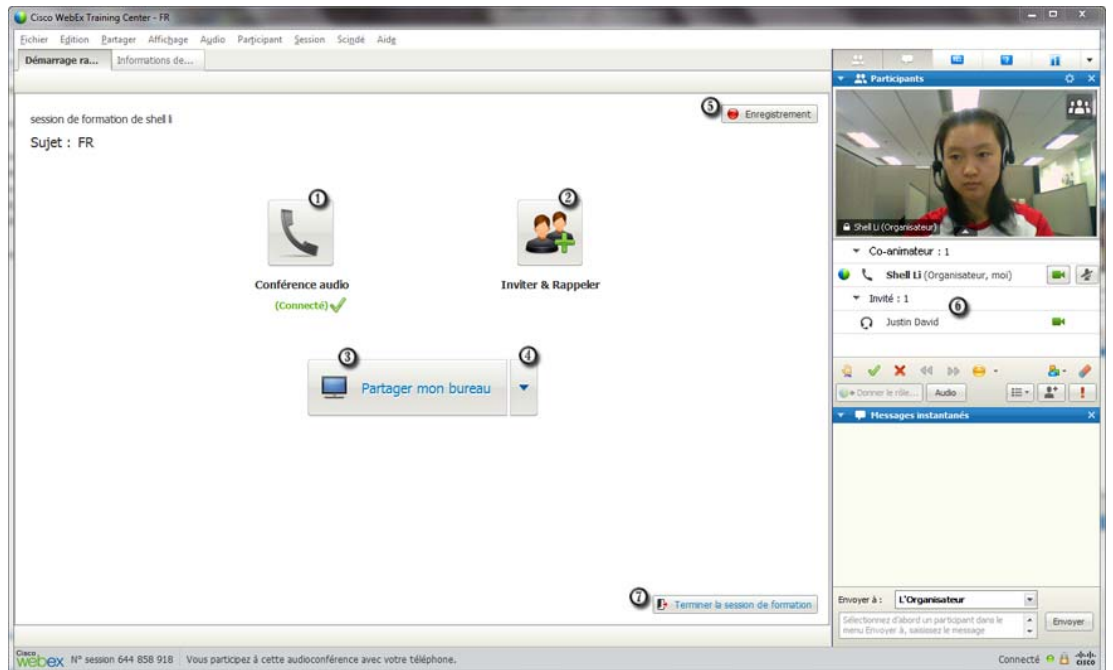 Cisco WebEx Training Center - FR
Fichier Edition Partager Affichage Audio Participant Session Scindé Aide
Démarrage ra... Informations de...
session de formation de shell li
Sujet : FR
5 Enregistrement
1
2
Conférence audio
(Connecté)
Inviter & Rappeler
3
4
Partager mon bureau
7 Terminer la session de formation
Participants
Shell Li (Organisateur)
Co-animateur : 1
Shell Li (Organisateur, moi)
Invité : 1
6
Justin David
Donner le rôle... Audio
Messages instantanés
Envoyer à : L'Organisateur
Sélectionnez d'abord un participant dans le
menu Envoyer à, saisissez le message
Envoyer
Cisco
webex N° session 644 858 918 Vous participez à cette audioconférence avec votre téléphone.
Connecté
CISCO